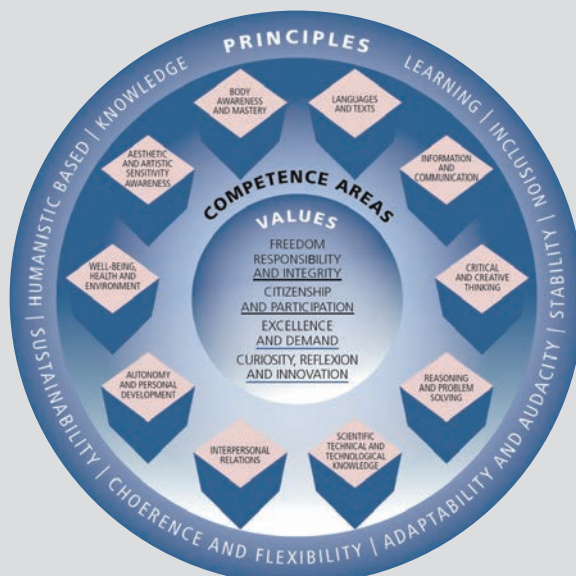 PRINCIPLES
LEARNING | INCLUSION | STABILITY | ADAPTABILITY AND AUDACITY | CHOERENCE AND FLEXIBILITY | SUSTAINABILITY | HUMANISTIC BASED | KNOWLEDGE
COMPETENCE AREAS
LANGUAGES
AND TEXTS
INFORMATION
AND
COMMUNICATION
CRITICAL
AND CREATIVE
THINKING
REASONING
AND PROBLEM
SOLVING
SCIENTIFIC
TECHNICAL AND
TECHNOLOGICAL
KNOWLEDGE
INTERPERSONAL
RELATIONS
AUTONOMY
AND PERSONAL
DEVELOPMENT
WELL-BEING,
HEALTH AND
ENVIRONMENT
AESTHETIC
AND ARTISTIC
SENSITIVITY
AWARENESS
BODY
AWARENESS
AND MASTERY
VALUES
FREEDOM
RESPONSIBILITY
AND INTEGRITY
CITIZENSHIP
AND PARTICIPATION
EXCELLENCE
AND DEMAND
CURIOSITY, REFLEXION
AND INNOVATION